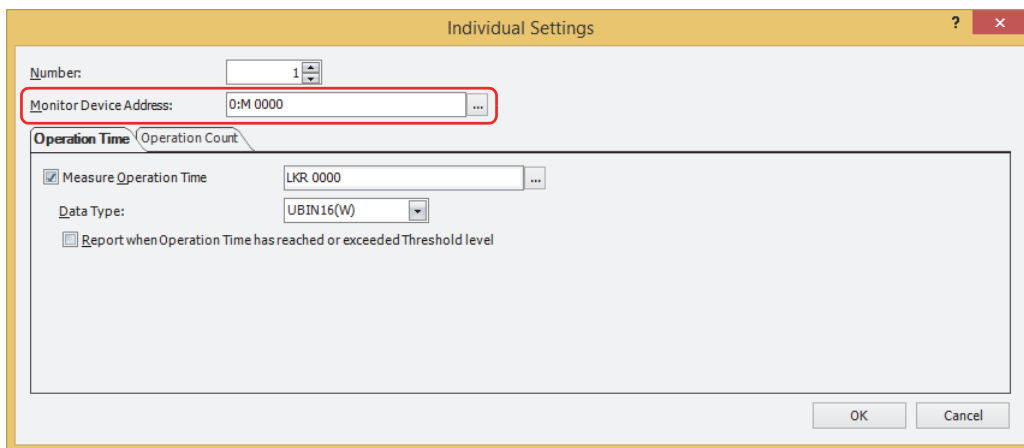 Individual Settings ? ×
Number: 1
Monitor Device Address: 0:M 0000 ...
Operation Time Operation Count
Measure Operation Time LKR 0000 ...
Data Type: UBIN16(W)
Report when Operation Time has reached or exceeded Threshold level
OK Cancel